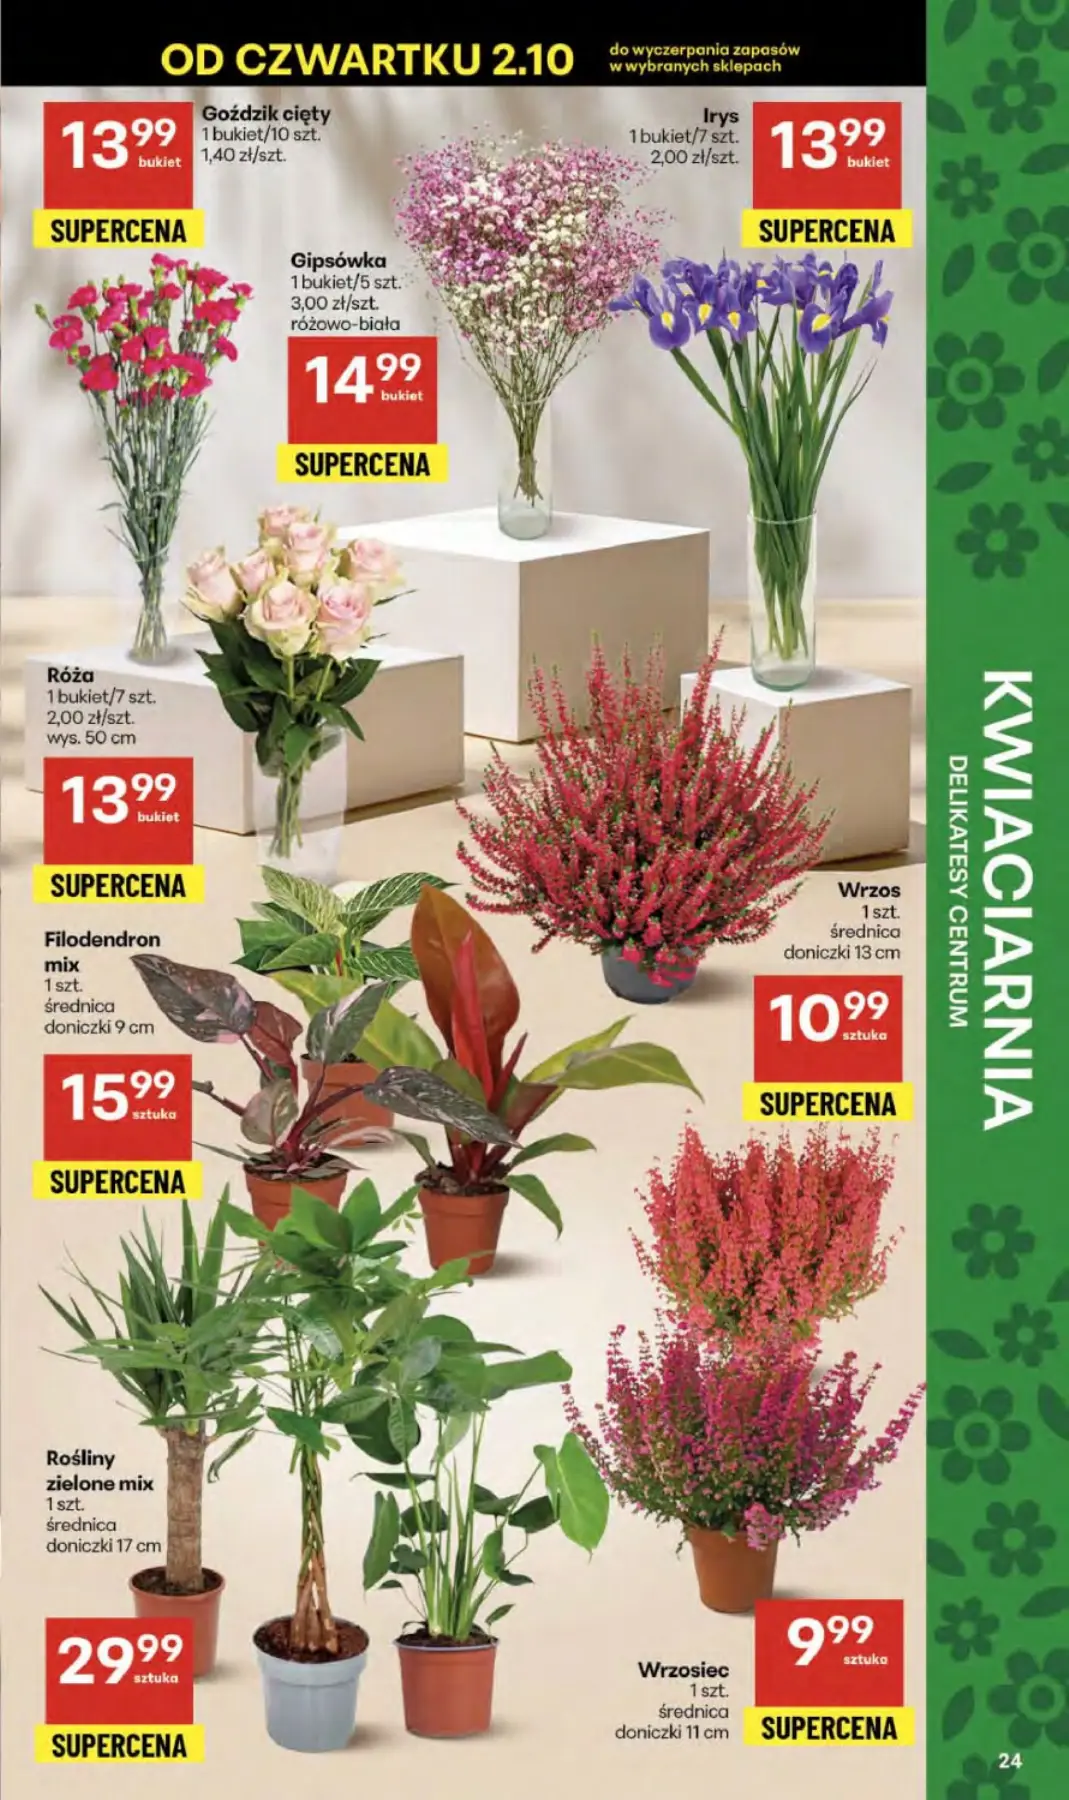 OD CZWARTKU 2.10
do wyczerpania zapasów
w wybranych sklepach
13 99
bukiet
SUPERCENA
Goździk cięty
1 bukiet/10 szt.
1,40 zł/szt.
Irys
1 bukiet/7 szt.
2,00 zł/szt.
13 99
bukiet
SUPERCENA
Gipsówka
1 bukiet/5 szt.
3,00 zł/szt.
różowo-biała
14 99
bukiet
SUPERCENA
Róża
1 bukiet/7 szt.
2,00 zł/szt.
wys. 50 cm
13 99
bukiet
SUPERCENA
Wrzos
1 szt.
średnica
doniczki 13 cm
10 99
sztuka
SUPERCENA
Filodendron
mix
1 szt.
średnica
doniczki 9 cm
15 99
sztuka
SUPERCENA
Rośliny
zielone mix
1 szt.
średnica
doniczki 17 cm
29 99
sztuka
SUPERCENA
Wrzosiec
1 szt.
średnica
doniczki 11 cm
9 99
sztuka
SUPERCENA
KWIACIARNIA
DELIKATESY CENTRUM
24